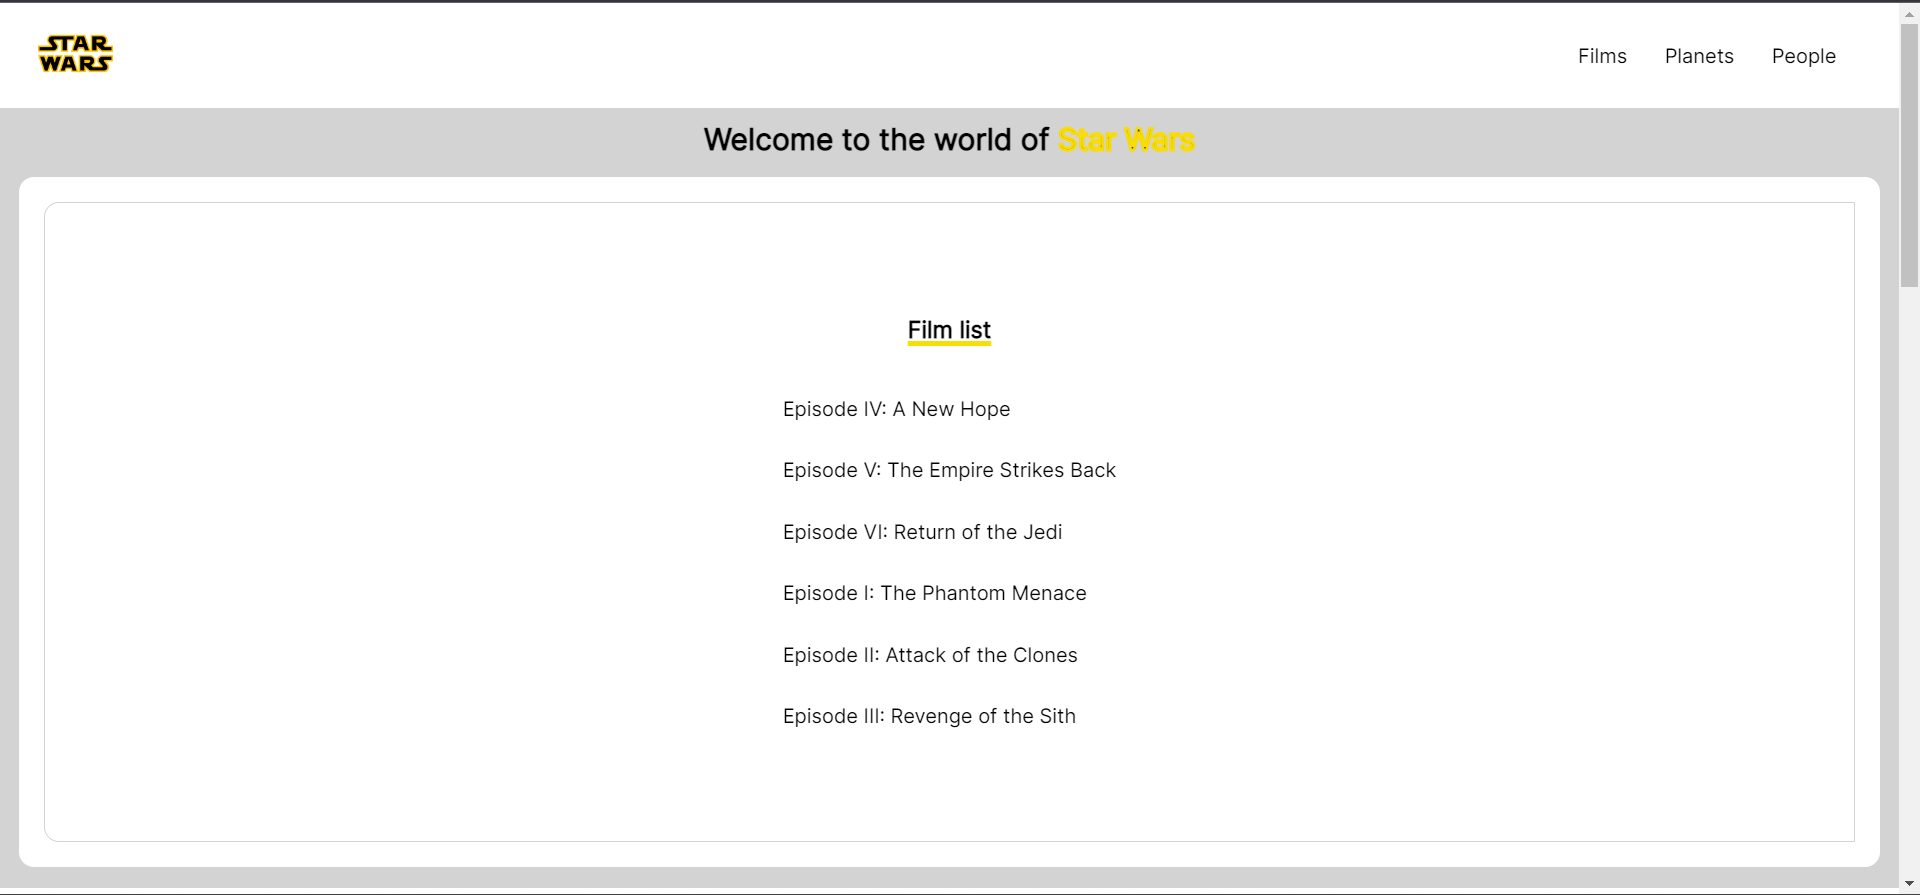 STAR
WARS
Films Planets People
Welcome to the world of Star Wars
Film list
Episode IV: A New Hope
Episode V: The Empire Strikes Back
Episode VI: Return of the Jedi
Episode I: The Phantom Menace
Episode II: Attack of the Clones
Episode III: Revenge of the Sith